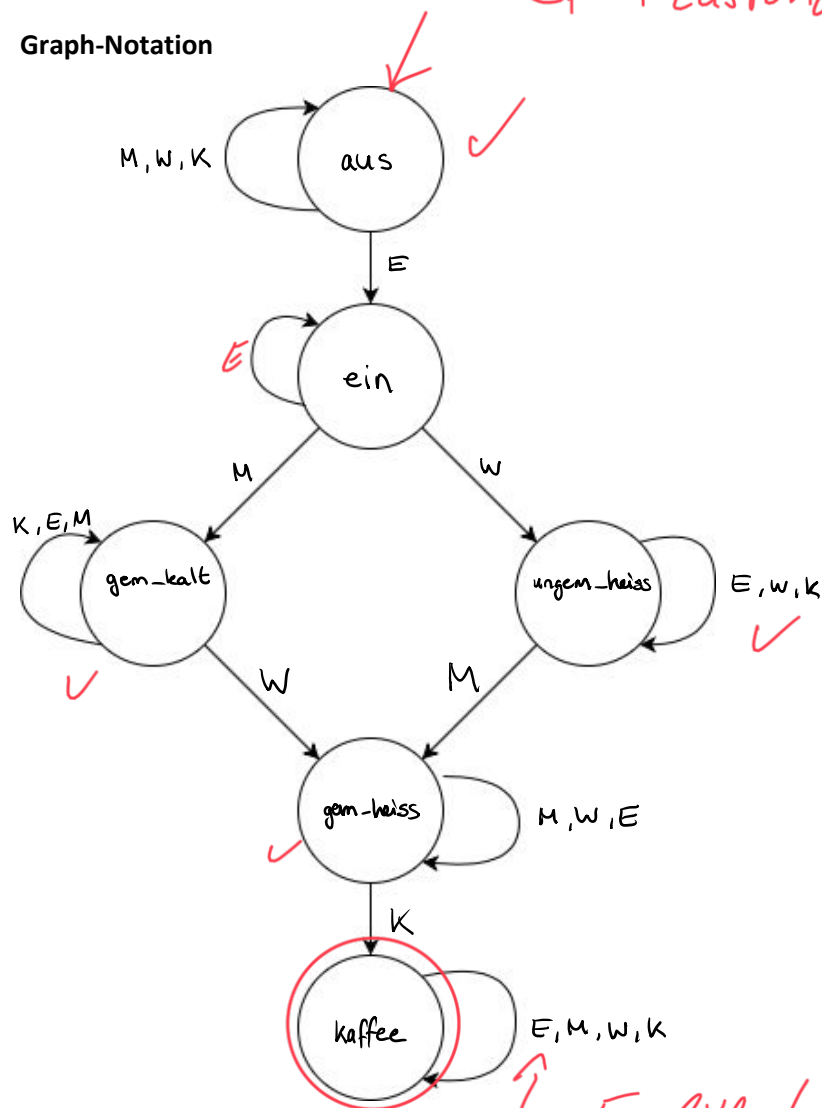 Graph-Notation
M, W, K
aus
E
E
ein
M
W
K, E, M
gem_kalt
ungem_heiss
E, W, K
W
M
gem_heiss
M, W, E
K
kaffee
E, M, W, K